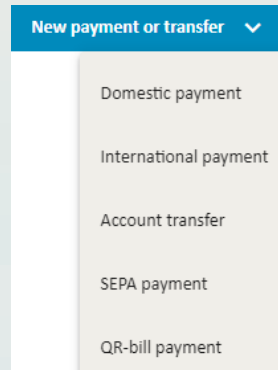 New payment or transfer
Domestic payment
International payment
Account transfer
SEPA payment
QR-bill payment